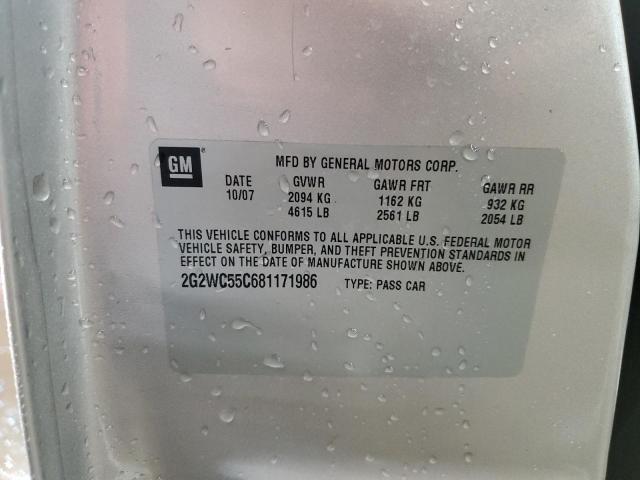 GM® MFD BY GENERAL MOTORS CORP.
DATE GVWR GAWR FRT GAWR RR
10/07 2094 KG 1162 KG 932 KG
4615 LB 2561 LB 2054 LB
THIS VEHICLE CONFORMS TO ALL APPLICABLE U.S. FEDERAL MOTOR
VEHICLE SAFETY, BUMPER, AND THEFT PREVENTION STANDARDS IN
EFFECT ON THE DATE OF MANUFACTURE SHOWN ABOVE.
2G2WC55C681171986 TYPE: PASS CAR